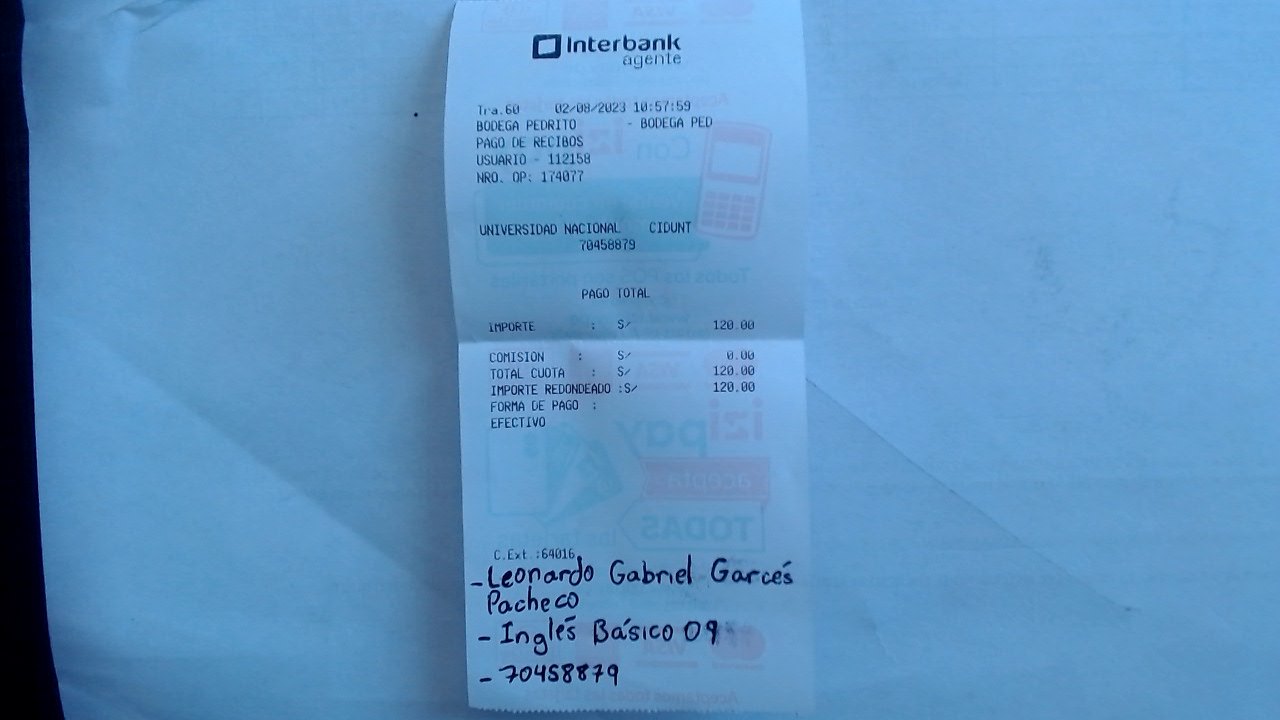 Interbank
agente
Tra.60 02/08/2023 10:57:59
BODEGA PEDRITO - BODEGA PED
PAGO DE RECIBOS
USUARIO - 112158
NRO. OP: 174077
UNIVERSIDAD NACIONAL CIDUNT
70458879
PAGO TOTAL
IMPORTE : S/ 120.00
COMISION : S/ 0.00
TOTAL CUOTA : S/ 120.00
IMPORTE REDONDEADO :S/ 120.00
FORMA DE PAGO :
EFECTIVO
C.Ext.:64016
- Leonardo Gabriel Garcés
Pacheco
- Inglés Básico 09
- 70458879